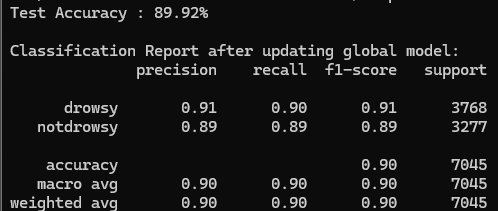 Test Accuracy : 89.92%
Classification Report after updating global model:
precision recall f1-score support
drowsy 0.91 0.90 0.91 3768
notdrowsy 0.89 0.89 0.89 3277
accuracy 0.90 7045
macro avg 0.90 0.90 0.90 7045
weighted avg 0.90 0.90 0.90 7045